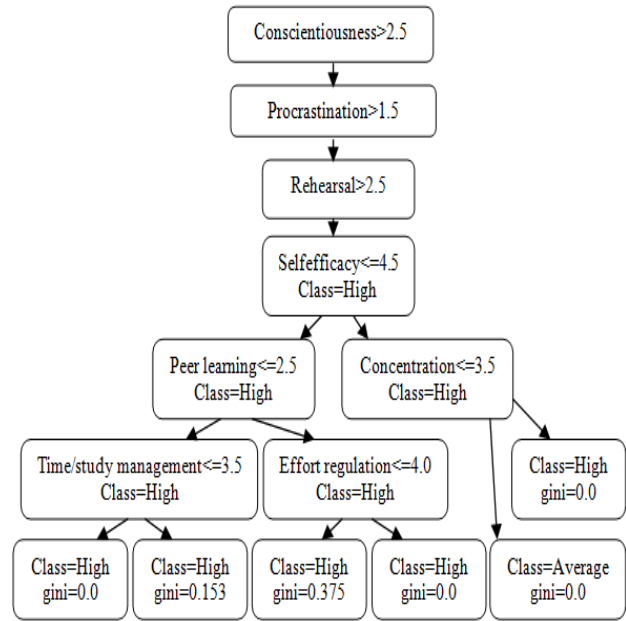 Conscientiousness>2.5
Procrastination>1.5
Rehearsal>2.5
Selfefficacy<=4.5
Class=High
Peer learning<=2.5
Class=High
Concentration<=3.5
Class=High
Time/study management<=3.5
Class=High
Effort regulation<=4.0
Class=High
Class=High
gini=0.0
Class=High
gini=0.0
Class=High
gini=0.153
Class=High
gini=0.375
Class=High
gini=0.0
Class=Average
gini=0.0